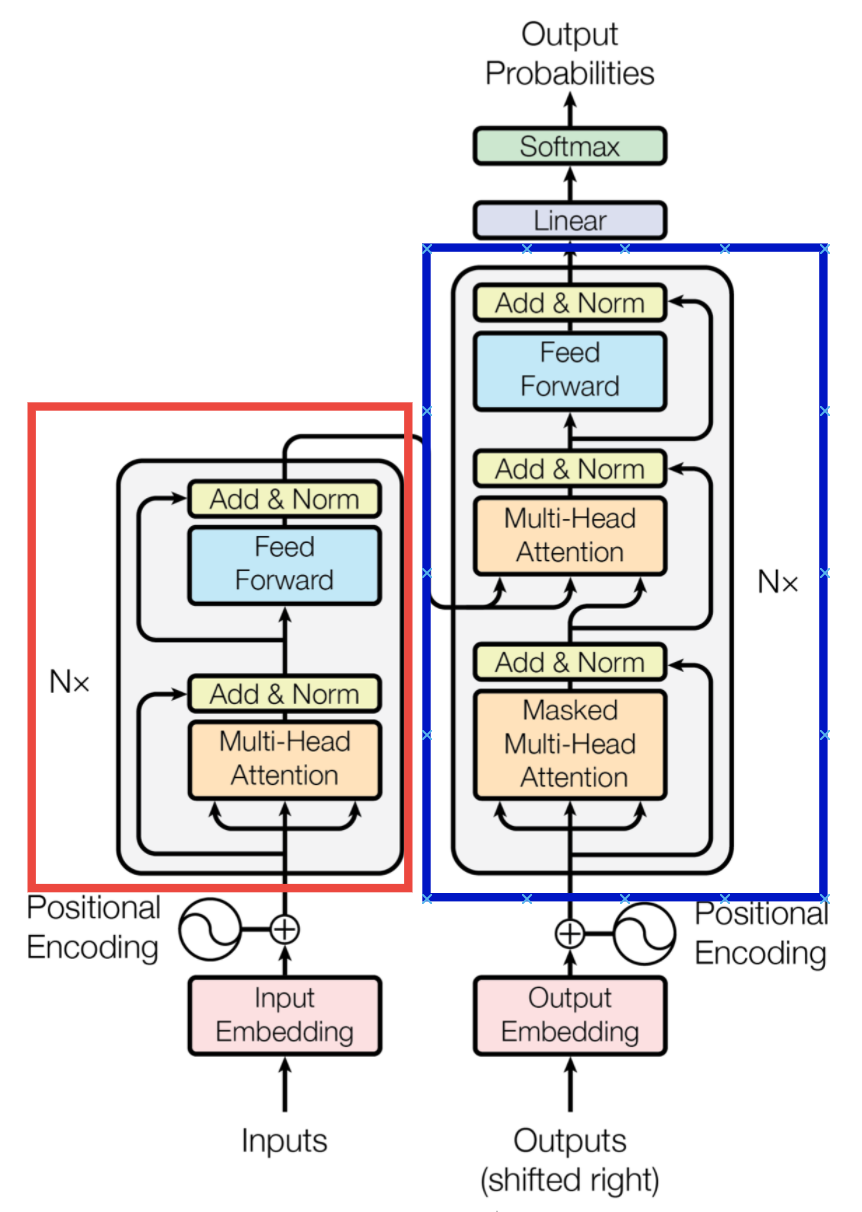 Output
Probabilities
Softmax
Linear
Add & Norm
Feed
Forward
Add & Norm
Multi-Head
Attention
Add & Norm
Masked
Multi-Head
Attention
N×
Add & Norm
Feed
Forward
Add & Norm
Multi-Head
Attention
N×
Positional
Encoding
Positional
Encoding
Input
Embedding
Output
Embedding
Inputs
Outputs
(shifted right)